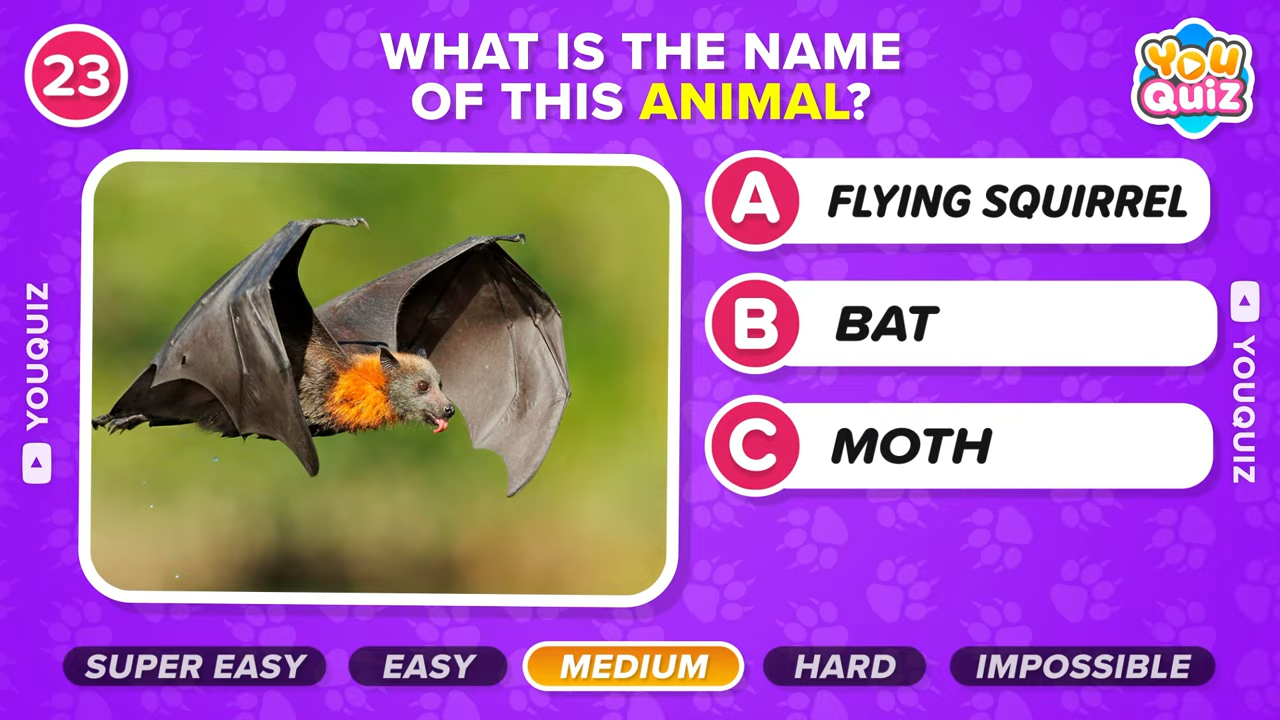 23
WHAT IS THE NAME
OF THIS ANIMAL?
YOU
QUIZ
YOUQUIZ
A FLYING SQUIRREL
B BAT
C MOTH
YOUQUIZ
SUPER EASY
EASY
MEDIUM
HARD
IMPOSSIBLE